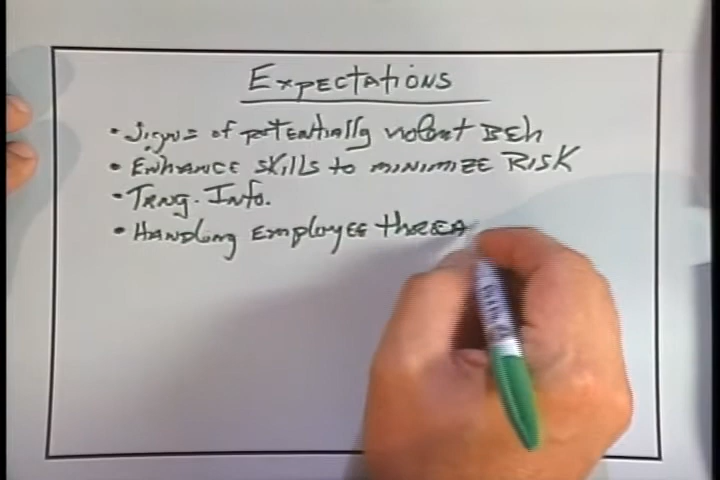 Expectations
• Signs of potentially violent Beh
• Enhance skills to minimize Risk
• Trng. Info.
• Handling Employee threa